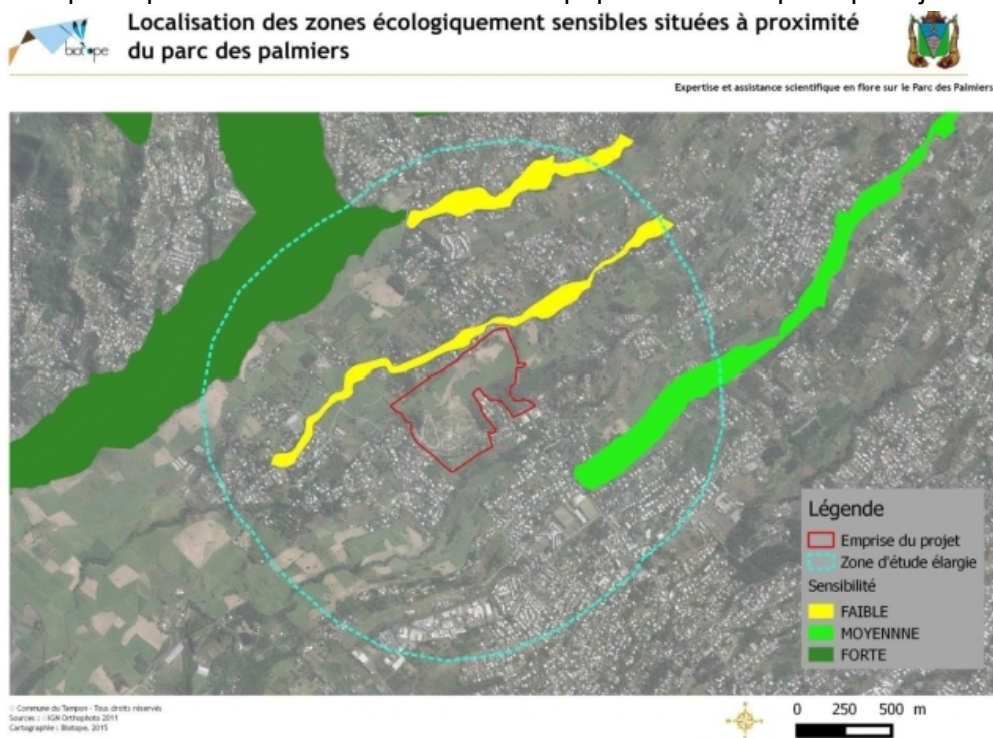 Localisation des zones écologiquement sensibles situées à proximité
du parc des palmiers
biotope
Expertise et assistance scientifique en flore sur le Parc des Palmiers
Légende
Emprise du projet
Zone d'étude élargie
Sensibilité
FAIBLE
MOYENNNE
FORTE
© Commune du Tampon - Tous droits réservés
Sources : ©IGN Orthophoto 2011
Cartographie : Biotope, 2015
0 250 500 m